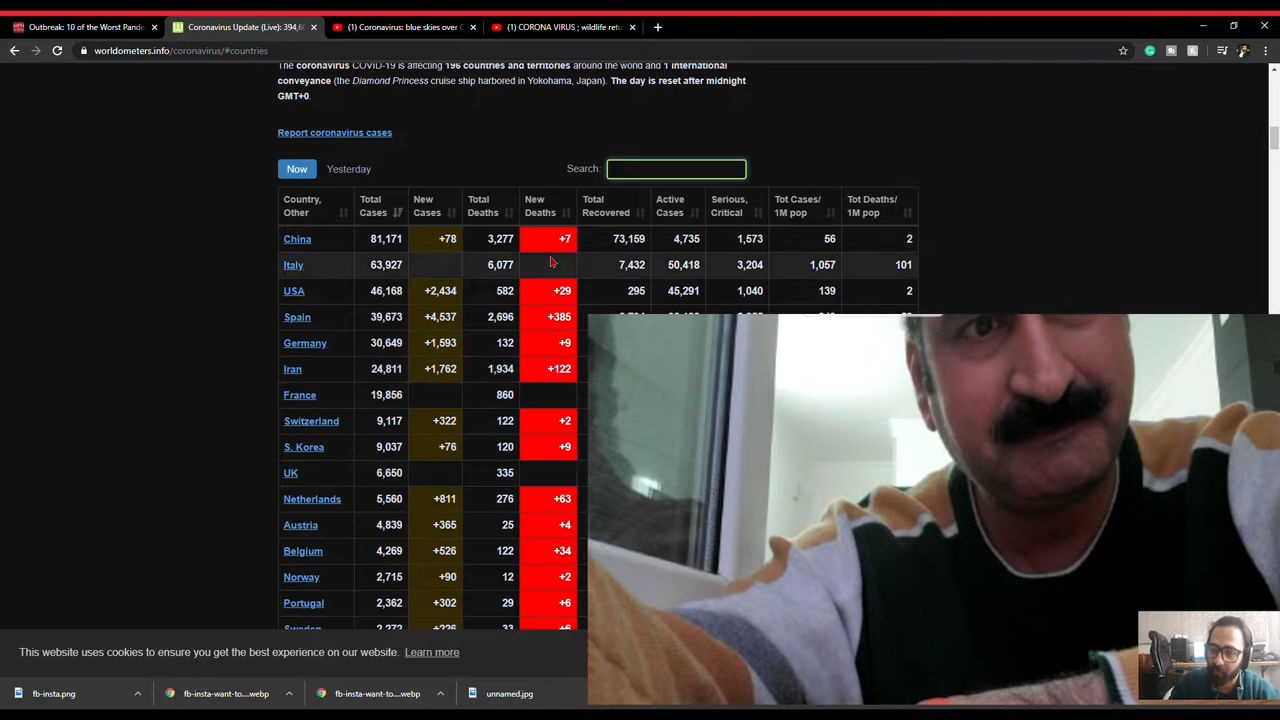 Outbreak: 10 of the Worst Pande
Coronavirus Update (Live): 394,6
(1) Coronavirus: blue skies over C
(1) CORONA VIRUS ; wildlife retu
worldometers.info/coronavirus/#countries
The coronavirus COVID-19 is affecting 196 countries and territories around the world and 1 international
conveyance (the Diamond Princess cruise ship harbored in Yokohama, Japan). The day is reset after midnight
GMT+0.
Report coronavirus cases
Now Yesterday Search:
Country, Other Total Cases New Cases Total Deaths New Deaths Total Recovered Active Cases Serious, Critical Tot Cases/ 1M pop Tot Deaths/ 1M pop
China 81,171 +78 3,277 +7 73,159 4,735 1,573 56 2
Italy 63,927 6,077 7,432 50,418 3,204 1,057 101
USA 46,168 +2,434 582 +29 295 45,291 1,040 139 2
Spain 39,673 +4,537 2,696 +385
Germany 30,649 +1,593 132 +9
Iran 24,811 +1,762 1,934 +122
France 19,856 860
Switzerland 9,117 +322 122 +2
S. Korea 9,037 +76 120 +9
UK 6,650 335
Netherlands 5,560 +811 276 +63
Austria 4,839 +365 25 +4
Belgium 4,269 +526 122 +34
Norway 2,715 +90 12 +2
Portugal 2,362 +302 29 +6
Sweden 2,272 +226 33 +6
This website uses cookies to ensure you get the best experience on our website. Learn more
fb-insta.png
fb-insta-want-to....webp
fb-insta-want-to....webp
unnamed.jpg